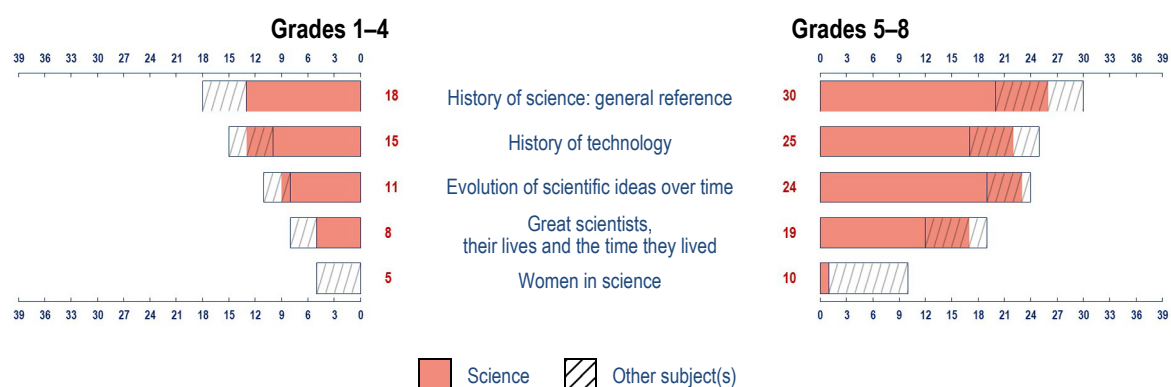 Grades 1–4 Grades 5–8
39 36 33 30 27 24 21 18 15 12 9 6 3 0 0 3 6 9 12 15 18 21 24 27 30 33 36 39
18 History of science: general reference 30
15 History of technology 25
11 Evolution of scientific ideas over time 24
8 Great scientists, 19
their lives and the time they lived
5 Women in science 10
39 36 33 30 27 24 21 18 15 12 9 6 3 0 0 3 6 9 12 15 18 21 24 27 30 33 36 39
Science Other subject(s)